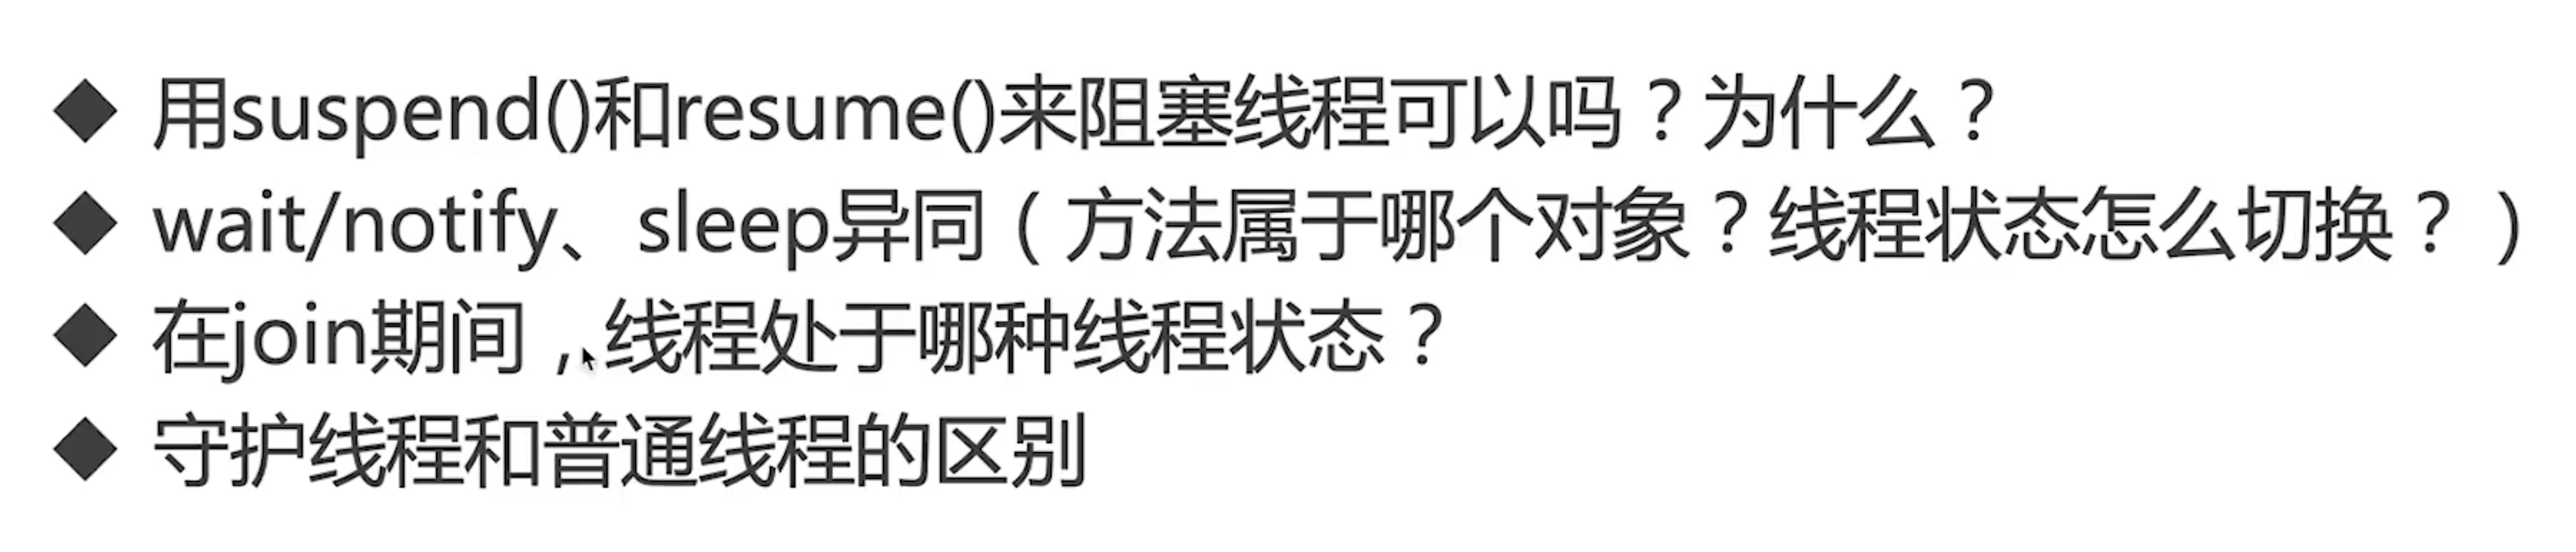 ◆ 用suspend()和resume()来阻塞线程可以吗？为什么？
◆ wait/notify、sleep异同（方法属于哪个对象？线程状态怎么切换？）
◆ 在join期间，线程处于哪种线程状态？
◆ 守护线程和普通线程的区别